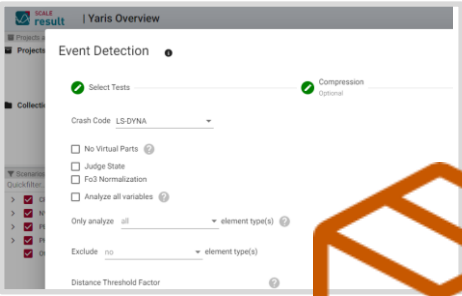 SCALE
result | Yaris Overview
Projects
Projects
Event Detection
Select Tests
Compression
Optional
Crash Code LS-DYNA
Collecti
No Virtual Parts
Judge State
Fo3 Normalization
Scenarios
Analyze all variables
Quickfilter
Only analyze all element type(s)
Exclude no element type(s)
Distance Threshold Factor